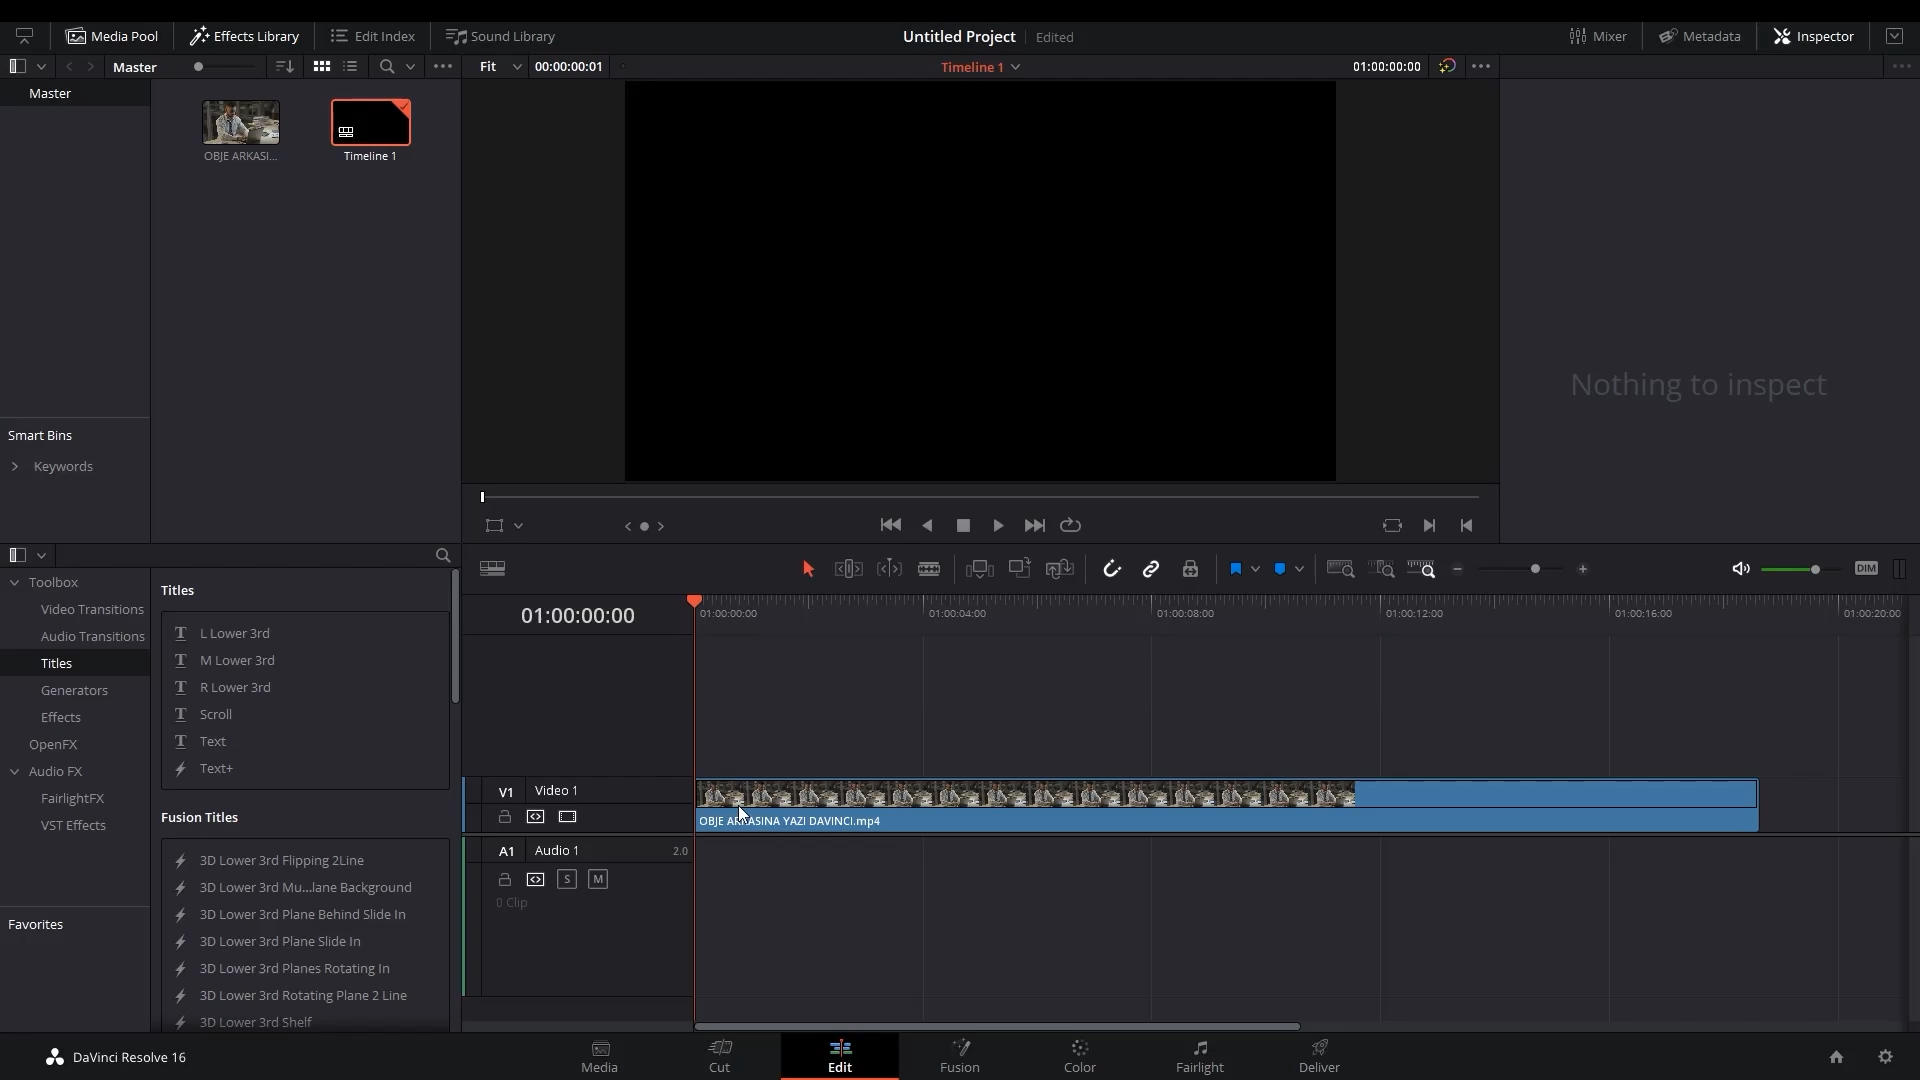 Media Pool
Effects Library
Edit Index
Sound Library
Untitled Project
Edited
Mixer
Metadata
Inspector
Master
Fit
00:00:00:01
Timeline 1
01:00:00:00
Master
OBJE ARKASI...
Timeline 1
Nothing to inspect
Smart Bins
Keywords
Toolbox
Video Transitions
Audio Transitions
Titles
Generators
Effects
OpenFX
Audio FX
FairlightFX
VST Effects
Favorites
Titles
L Lower 3rd
M Lower 3rd
R Lower 3rd
Scroll
Text
Text+
Fusion Titles
3D Lower 3rd Flipping 2Line
3D Lower 3rd Mu...lane Background
3D Lower 3rd Plane Behind Slide In
3D Lower 3rd Plane Slide In
3D Lower 3rd Planes Rotating In
3D Lower 3rd Rotating Plane 2 Line
3D Lower 3rd Shelf
DIM
01:00:00:00
01:00:00:00
01:00:04:00
01:00:08:00
01:00:12:00
01:00:16:00
01:00:20:00
V1
Video 1
OBJE ARKASINA YAZI DAVINCI.mp4
A1
Audio 1
2.0
S
M
0 Clip
DaVinci Resolve 16
Media
Cut
Edit
Fusion
Color
Fairlight
Deliver